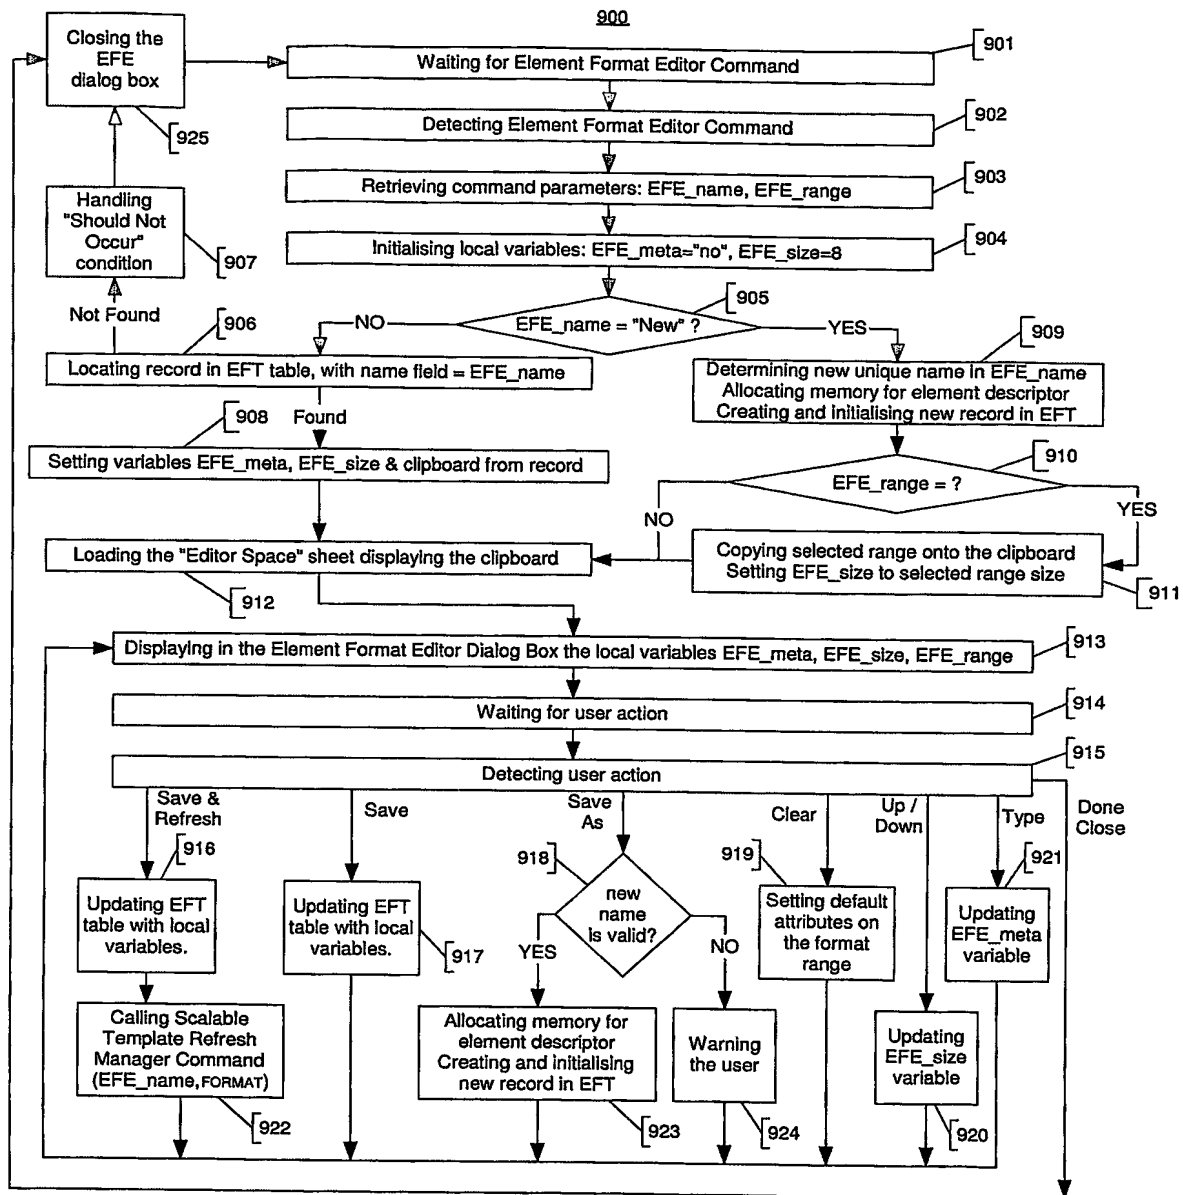 900
Closing the
EFE
dialog box
925
Waiting for Element Format Editor Command
901
Detecting Element Format Editor Command
902
Retrieving command parameters: EFE_name, EFE_range
903
Initialising local variables: EFE_meta="no", EFE_size=8
904
Handling
"Should Not
Occur"
condition
907
Not Found
906
NO
EFE_name = "New" ?
905
YES
909
Locating record in EFT table, with name field = EFE_name
Determining new unique name in EFE_name
Allocating memory for element descriptor
Creating and initialising new record in EFT
908
Found
Setting variables EFE_meta, EFE_size & clipboard from record
EFE_range = ?
910
NO
YES
Loading the "Editor Space" sheet displaying the clipboard
912
Copying selected range onto the clipboard
Setting EFE_size to selected range size
911
Displaying in the Element Format Editor Dialog Box the local variables EFE_meta, EFE_size, EFE_range
913
Waiting for user action
914
Detecting user action
915
Save &
Refresh
Save
Save
As
Clear
Up /
Down
Type
Done
Close
916
Updating EFT
table with local
variables.
Updating EFT
table with local
variables.
917
918
new
name
is valid?
YES
NO
919
Setting default
attributes on
the format
range
921
Updating
EFE_meta
variable
Calling Scalable
Template Refresh
Manager Command
(EFE_name,FORMAT)
922
Allocating memory for
element descriptor
Creating and initialising
new record in EFT
923
Warning
the user
924
Updating
EFE_size
variable
920